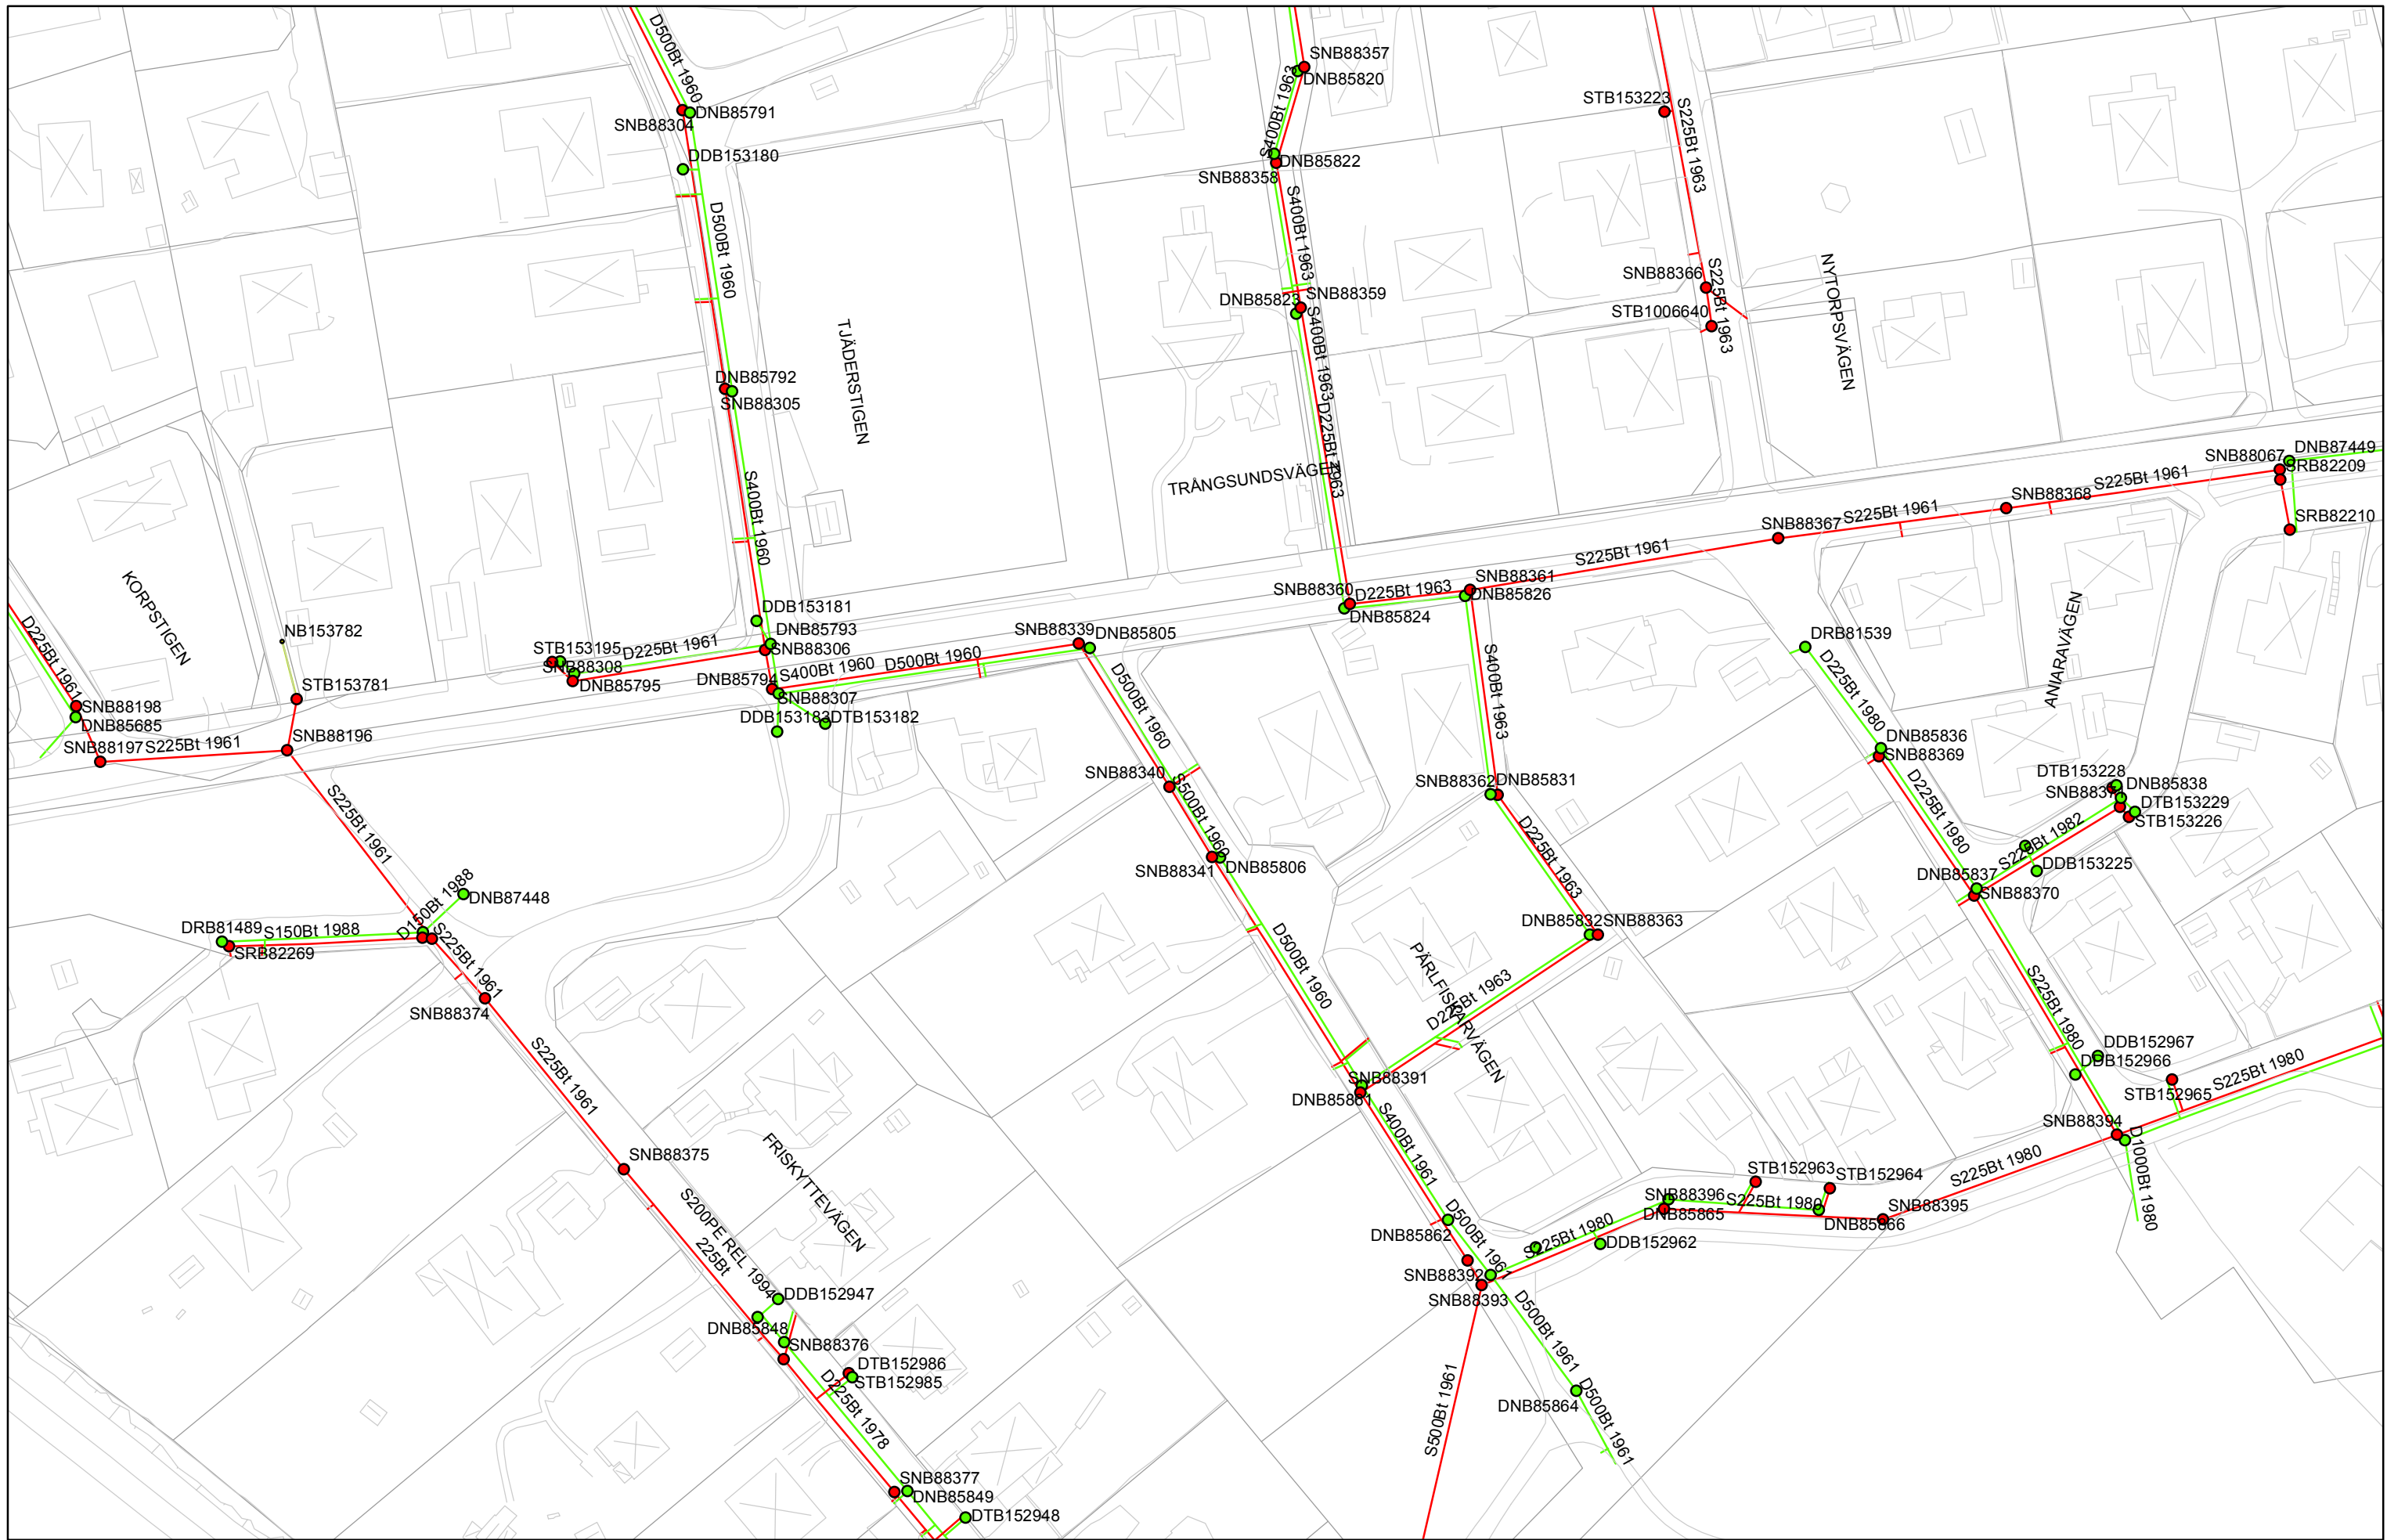 D500Bt 1960
SNB88304
DNB85791
DDB153180
D500Bt 1960
DNB85792
SNB88305
TJÄDERSTIGEN
S400Bt 1960
DDB153181
DNB85793
SNB88306
STB153195
SNB88308
DNB85795
D225Bt 1961
DNB85794
S400Bt 1960
D500Bt 1960
SNB88307
DDB153183
DTB153182
SNB88339
DNB85805
SNB88357
DNB85820
S400Bt 1963
DNB85822
SNB88358
S400Bt 1963
DNB85823
SNB88359
S400Bt 1963
D225Bt 1963
TRÅNGSUNDSVÄGEN
SNB88360
DNB85824
D225Bt 1963
SNB88361
DNB85826
STB153223
S225Bt 1963
SNB88366
S225Bt 1963
STB1006640
NYTORPSVÄGEN
S225Bt 1961
SNB88367
S225Bt 1961
SNB88368
S225Bt 1961
SNB88067
DNB87449
SRB82209
SRB82210
KORPSTIGEN
NB153782
STB153781
D225Bt 1961
SNB88198
DNB85685
SNB88197
S225Bt 1961
SNB88196
S225Bt 1961
D500Bt 1960
SNB88340
S500Bt 1960
SNB88341
DNB85806
D500Bt 1960
S400Bt 1963
SNB88362
DNB85831
D225Bt 1963
DNB85832
SNB88363
PÄRLFISKARVÄGEN
D225Bt 1963
DRB81539
D225Bt 1980
ANIARAVÄGEN
DNB85836
SNB88369
D225Bt 1980
DTB153228
DNB85838
SNB8837
DTB153229
STB153226
S225Bt 1982
DDB153225
DNB85837
SNB88370
S225Bt 1980
DDB152967
DDB152966
STB152965
S225Bt 1980
SNB88394
D1000Bt 1980
DRB81489
S150Bt 1988
SRB82269
D150Bt 1988
DNB87448
S225Bt 1961
SNB88374
S225Bt 1961
SNB88375
S200PE REL 1994
225Bt
FRISKYTTEVÄGEN
DDB152947
DNB85848
SNB88376
DTB152986
STB152985
D225Bt 1978
SNB88377
DNB85849
DTB152948
SNB88391
DNB85861
S400Bt 1961
DNB85862
D500Bt 1961
SNB88392
SNB88393
S225Bt 1980
DDB152962
SNB88396
DNB85865
S225Bt 1980
STB152963
STB152964
DNB85866
SNB88395
S225Bt 1980
D500Bt 1961
DNB85864
D500Bt 1961
S500Bt 1961